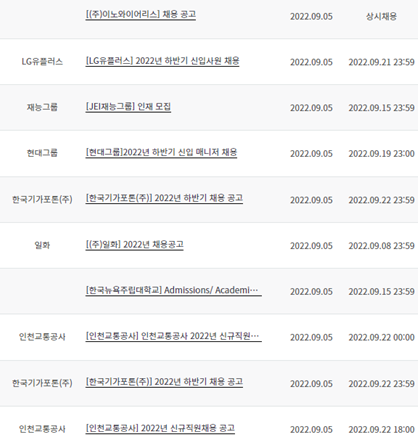 [(주)이노와이어리스] 채용 공고 2022.09.05 상시채용
LG유플러스 [LG유플러스] 2022년 하반기 신입사원 채용 2022.09.05 2022.09.21 23:59
재능그룹 [JEI재능그룹] 인재 모집 2022.09.05 2022.09.15 23:59
현대그룹 [현대그룹]2022년 하반기 신입 매니저 채용 2022.09.05 2022.09.19 23:00
한국기가포톤(주) [한국기가포톤(주)] 2022년 하반기 채용 공고 2022.09.05 2022.09.22 23:59
일화 [(주)일화] 2022년 채용공고 2022.09.05 2022.09.08 23:59
[한국뉴욕주립대학교] Admissions/ Academi… 2022.09.05 2022.09.15 23:59
인천교통공사 [인천교통공사] 인천교통공사 2022년 신규직원… 2022.09.05 2022.09.22 00:00
한국기가포톤(주) [한국기가포톤(주)] 2022년 하반기 채용 공고 2022.09.05 2022.09.22 23:59
인천교통공사 [인천교통공사] 2022년 신규직원채용 공고 2022.09.05 2022.09.22 18:00